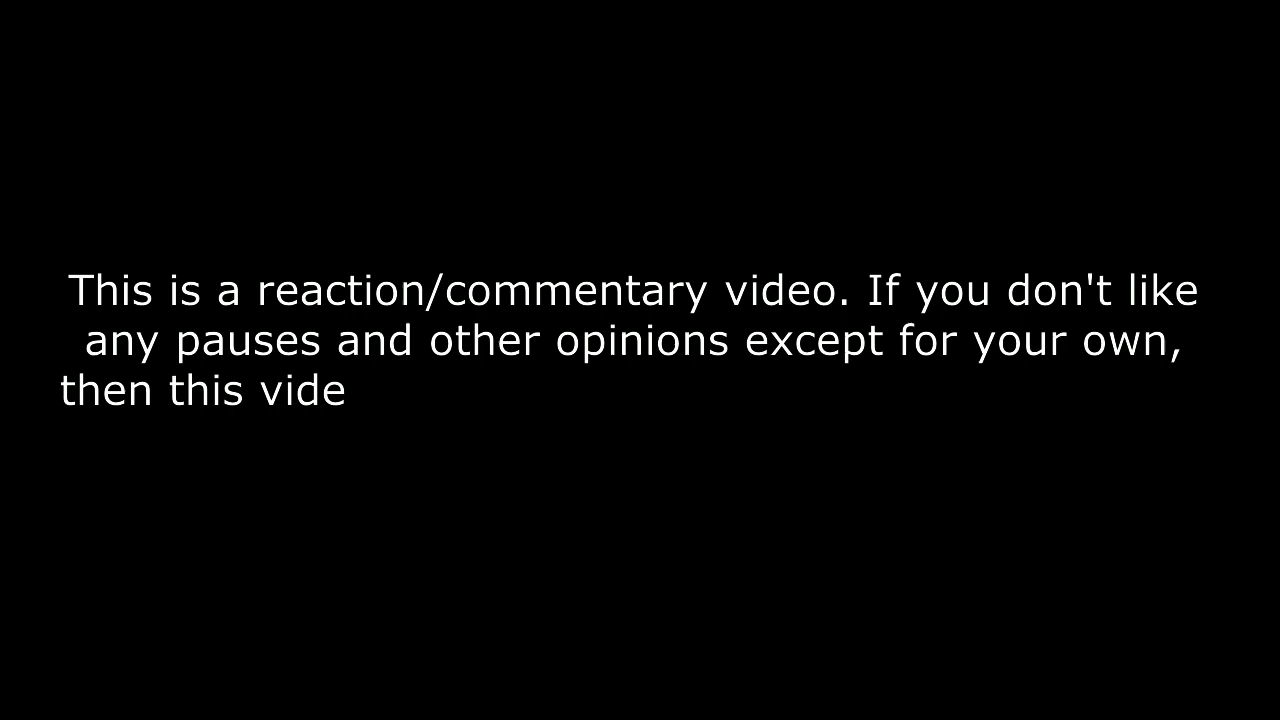 This is a reaction/commentary video. If you don't like
any pauses and other opinions except for your own,
then this vide